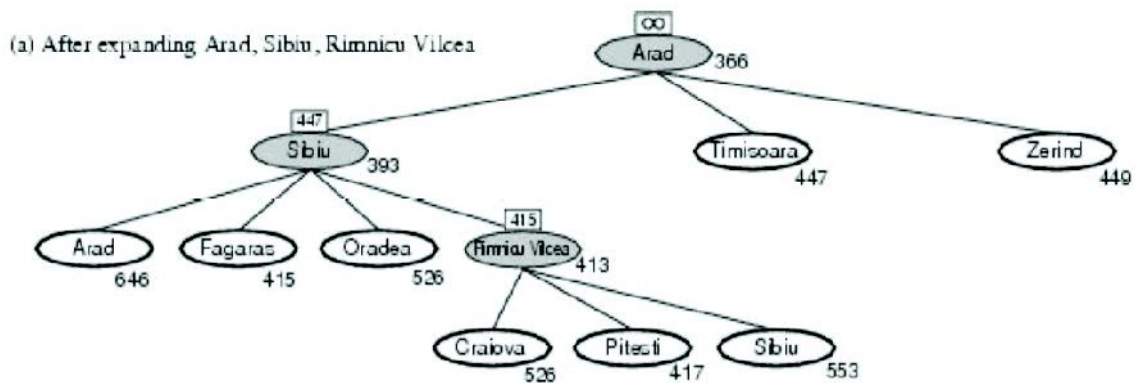 ∞
(a) After expanding Arad, Sibiu, Rimnicu Vilcea
Arad
366
447
Sibiu
393
Timisoara
447
Zerind
449
415
Arad
646
Fagaras
415
Oradea
526
Rimnicu Vilcea
413
Craiova
526
Pitesti
417
Sibiu
553